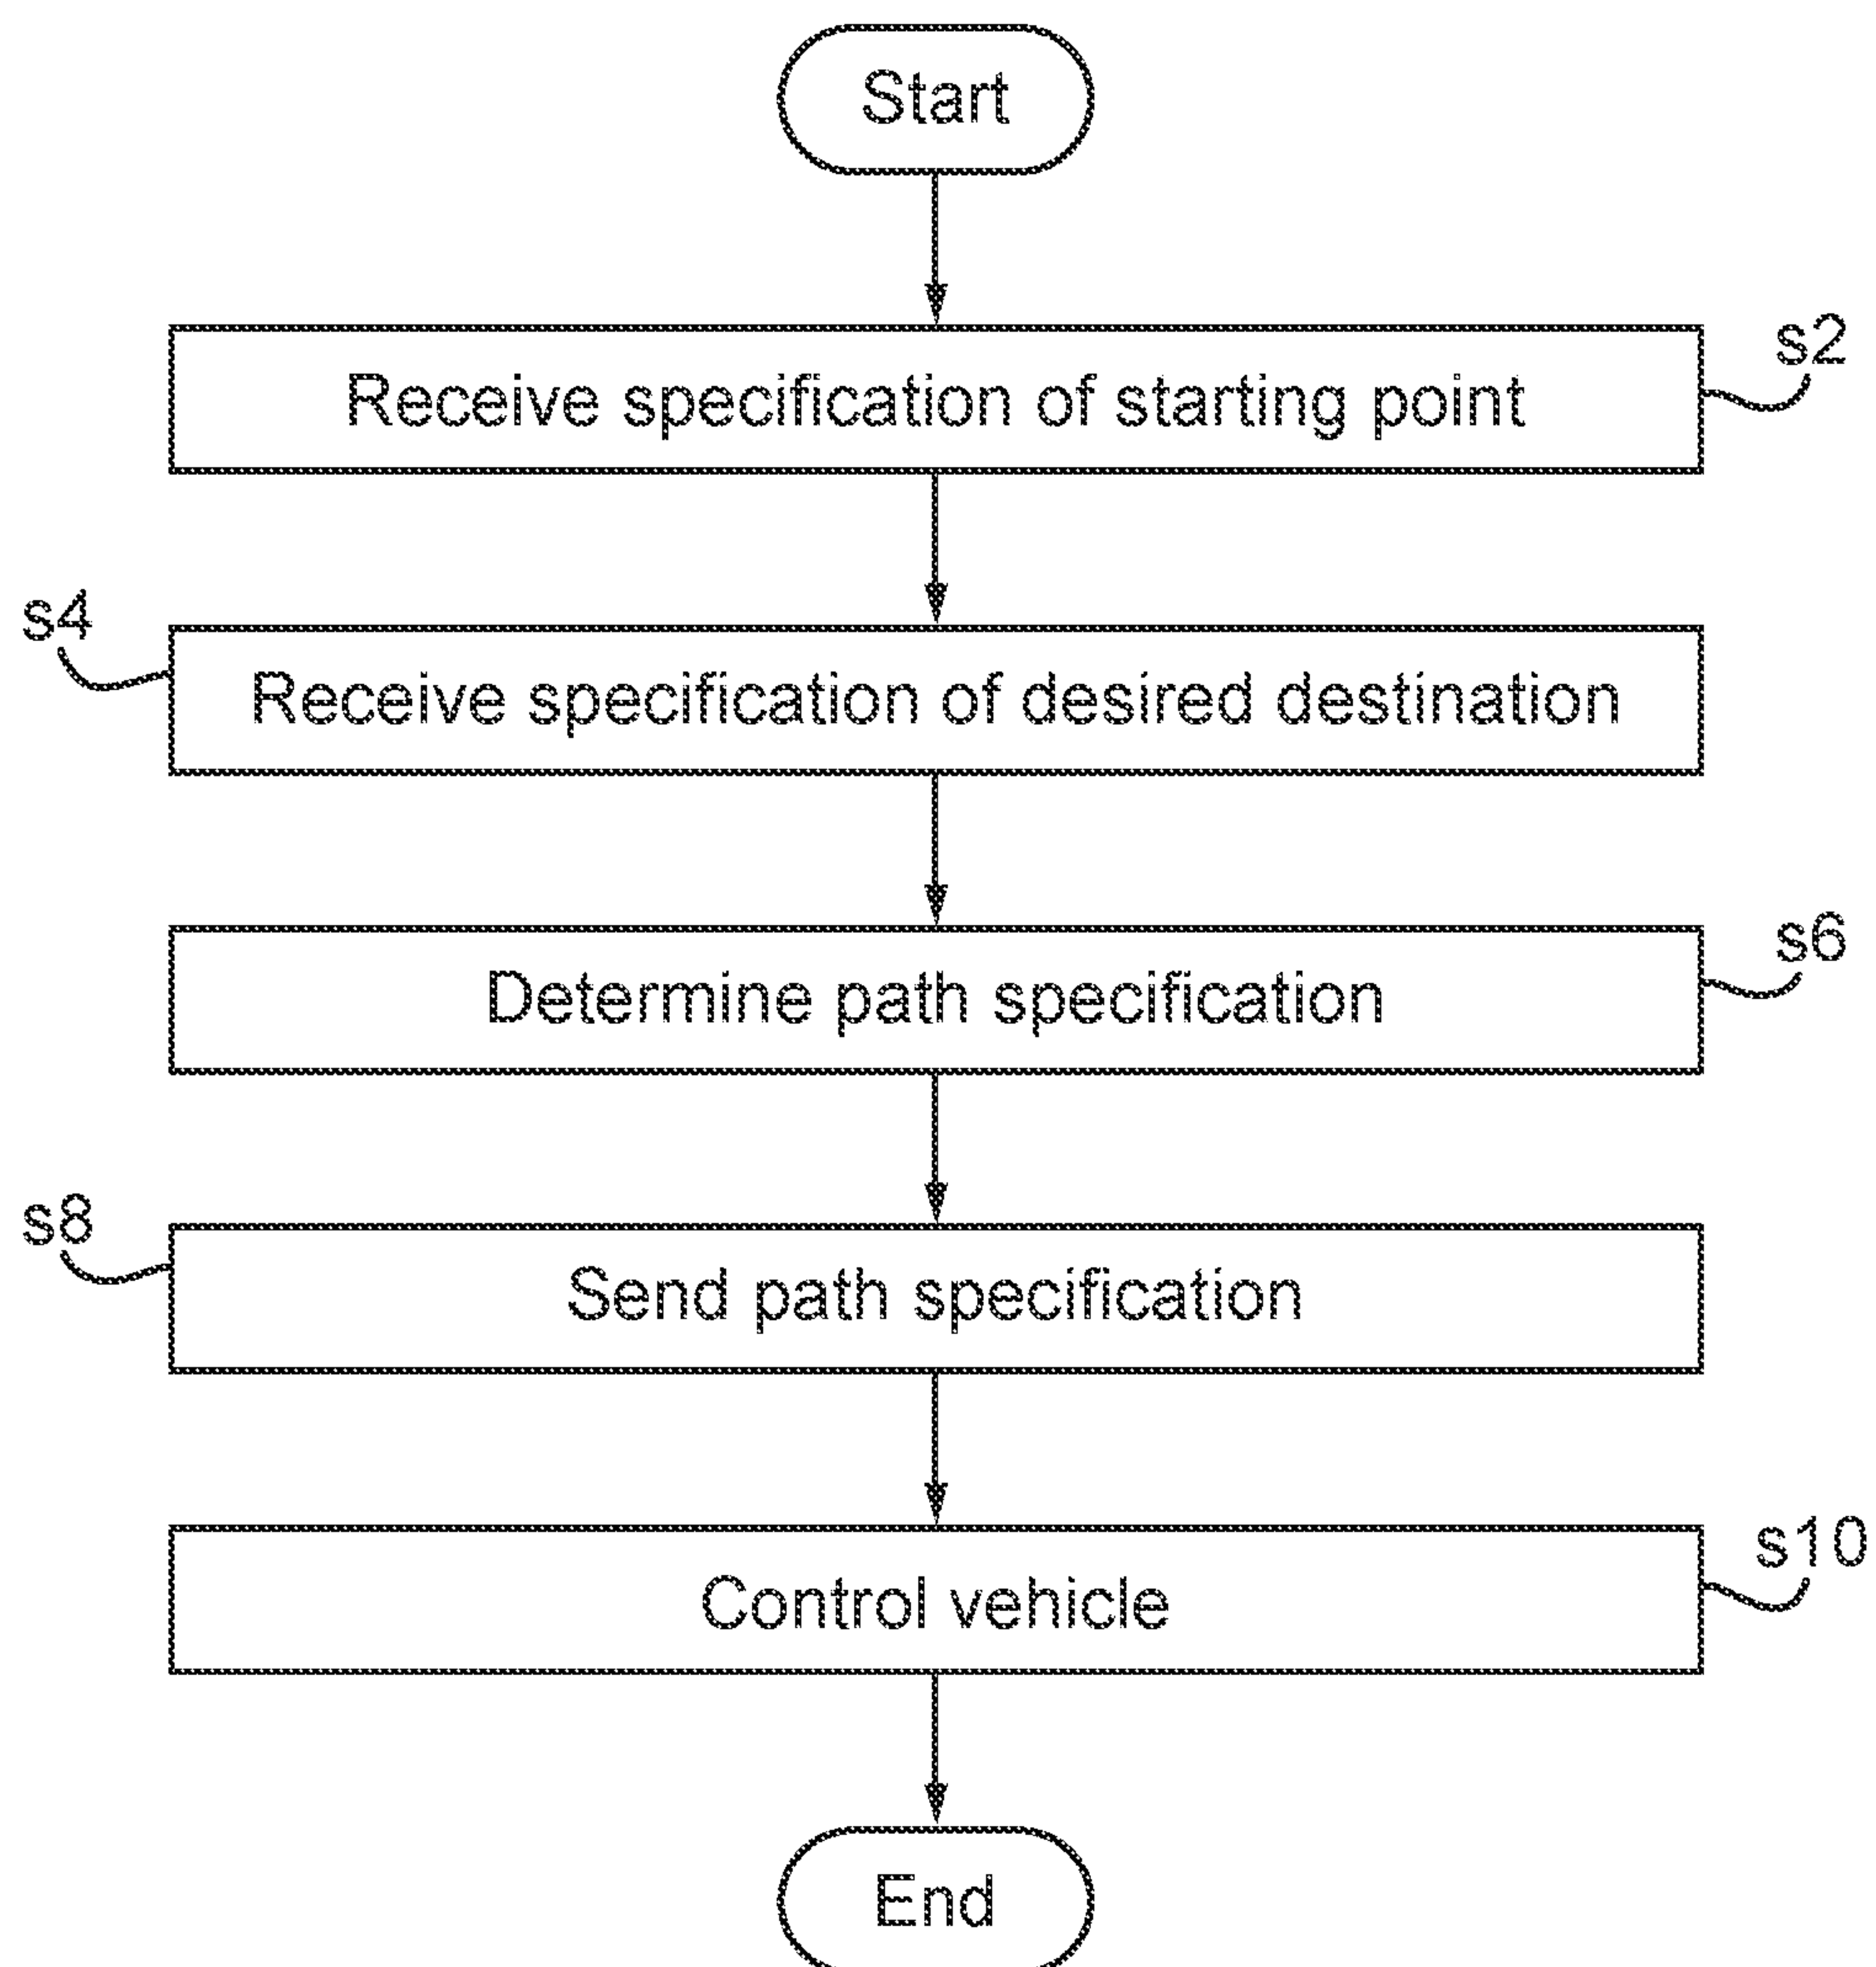 Start
s2
Receive specification of starting point
s4
Receive specification of desired destination
s6
Determine path specification
s8
Send path specification
s10
Control vehicle
End